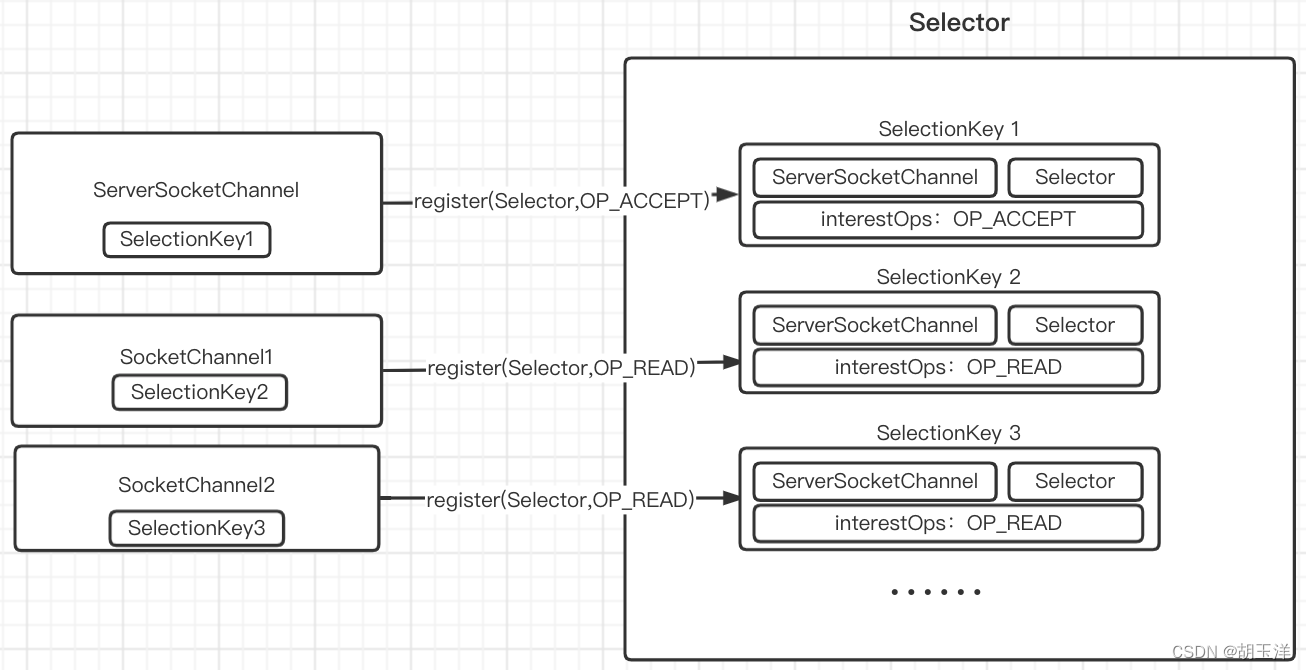 Selector
ServerSocketChannel
SelectionKey1
register(Selector,OP_ACCEPT)
SelectionKey 1
ServerSocketChannel
Selector
interestOps：OP_ACCEPT
SocketChannel1
SelectionKey2
register(Selector,OP_READ)
SelectionKey 2
ServerSocketChannel
Selector
interestOps：OP_READ
SocketChannel2
SelectionKey3
register(Selector,OP_READ)
SelectionKey 3
ServerSocketChannel
Selector
interestOps：OP_READ
······
CSDN @胡玉洋